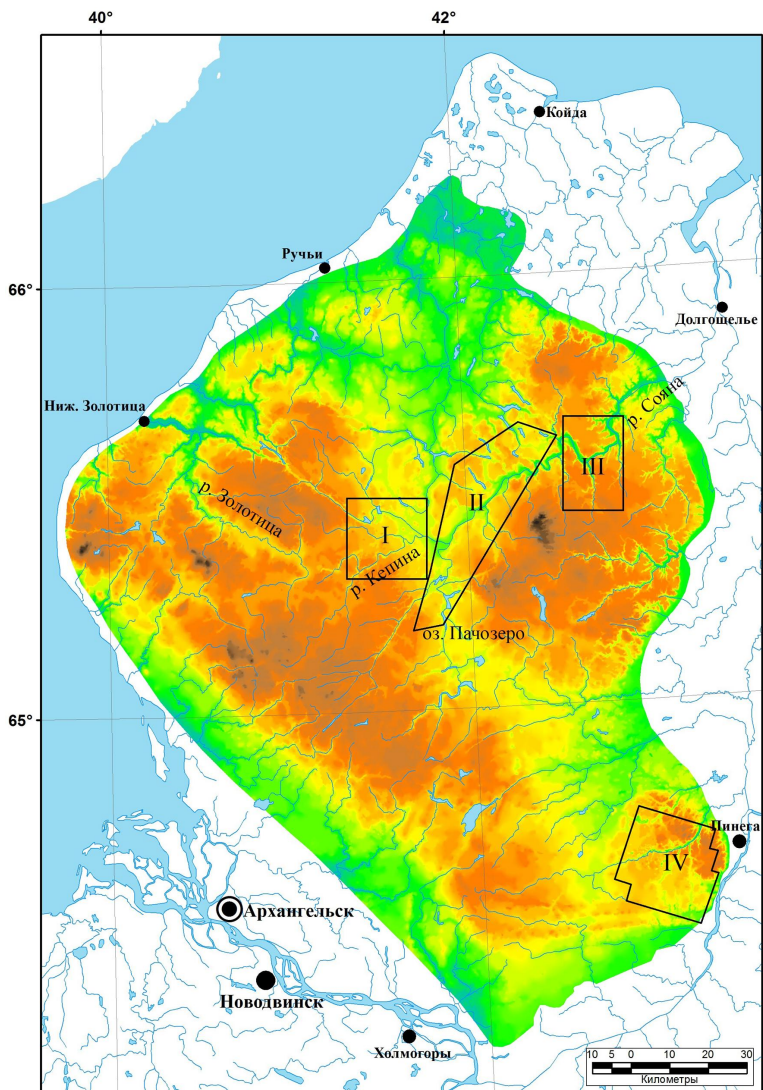 40°
42°
Койда
Ручьи
66°
Долгощелье
р. Сояна
Ниж. Золотица
III
II
р. Золотица
I
р. Кепина
оз. Пачозеро
65°
Пинега
IV
Архангельск
Новодвинск
Холмогоры
10 5 0 10 20 30
Километры